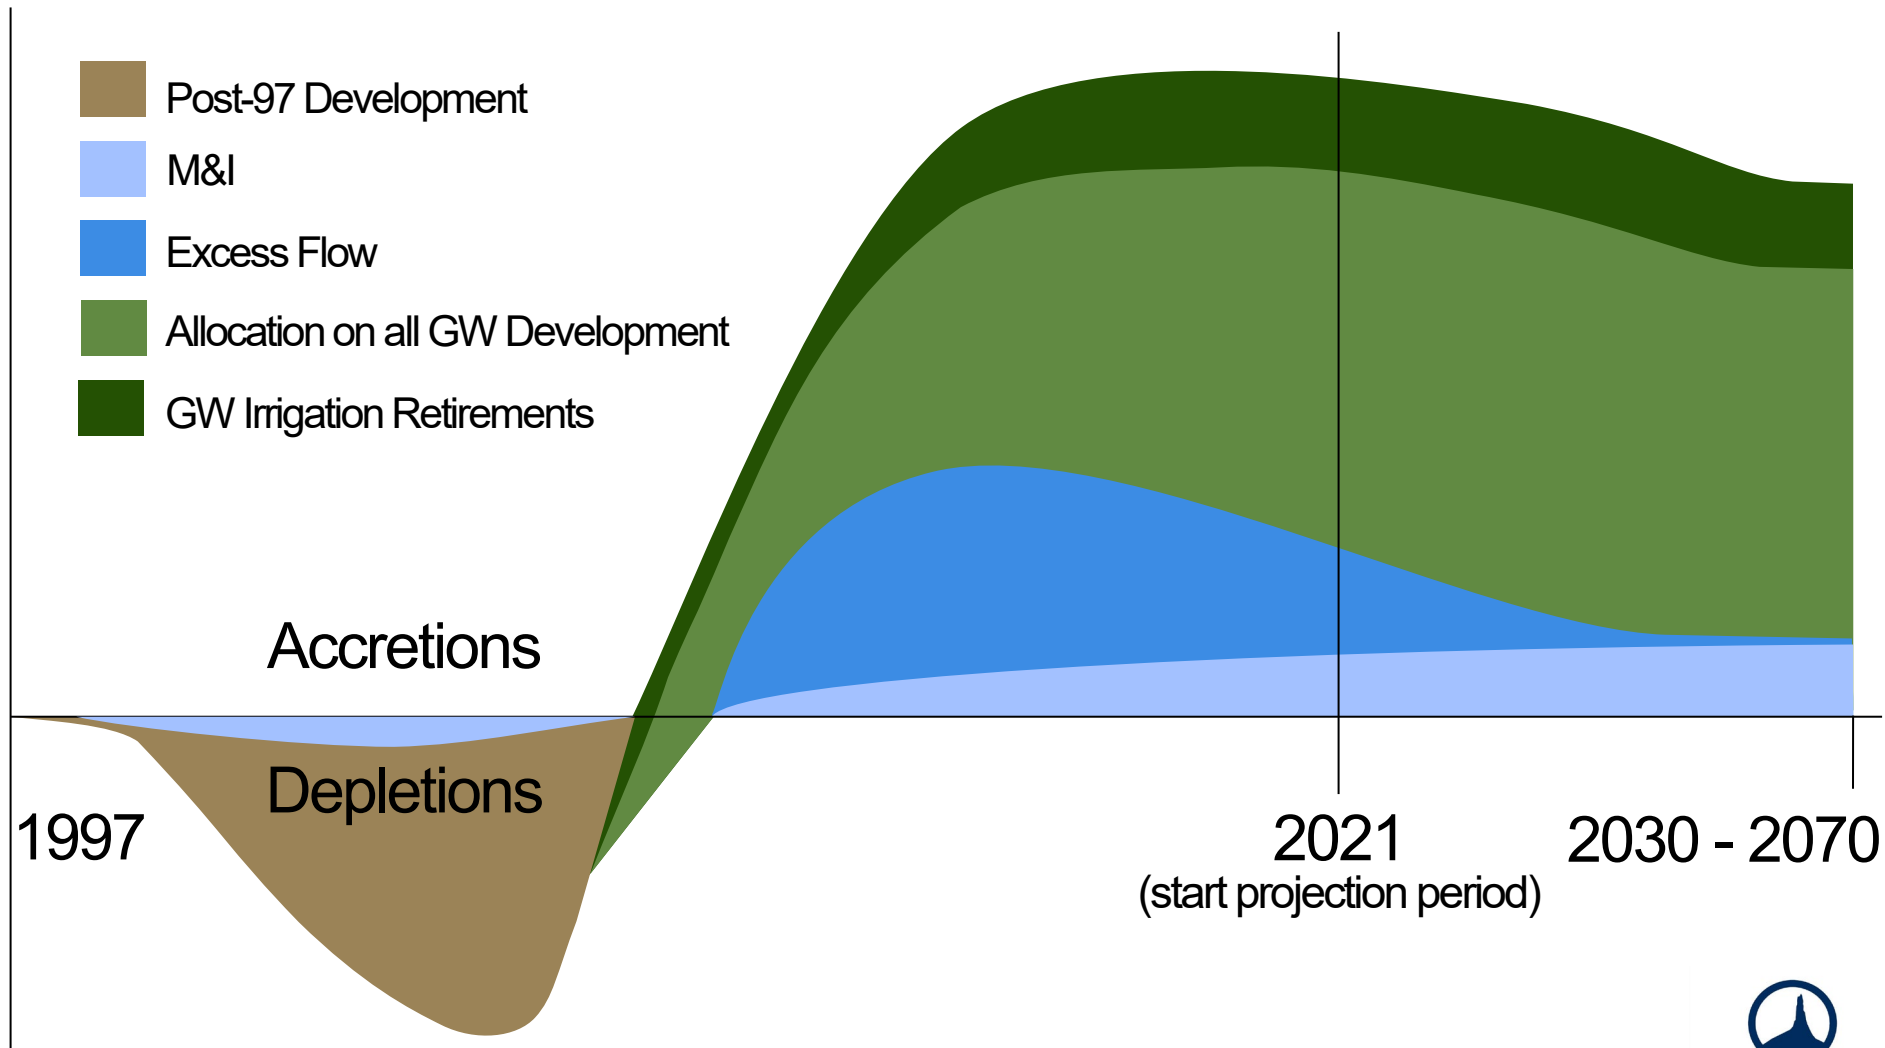 Post-97 Development
M&I
Excess Flow
Allocation on all GW Development
GW Irrigation Retirements
Accretions
Depletions
1997
2021
(start projection period)
2030 - 2070